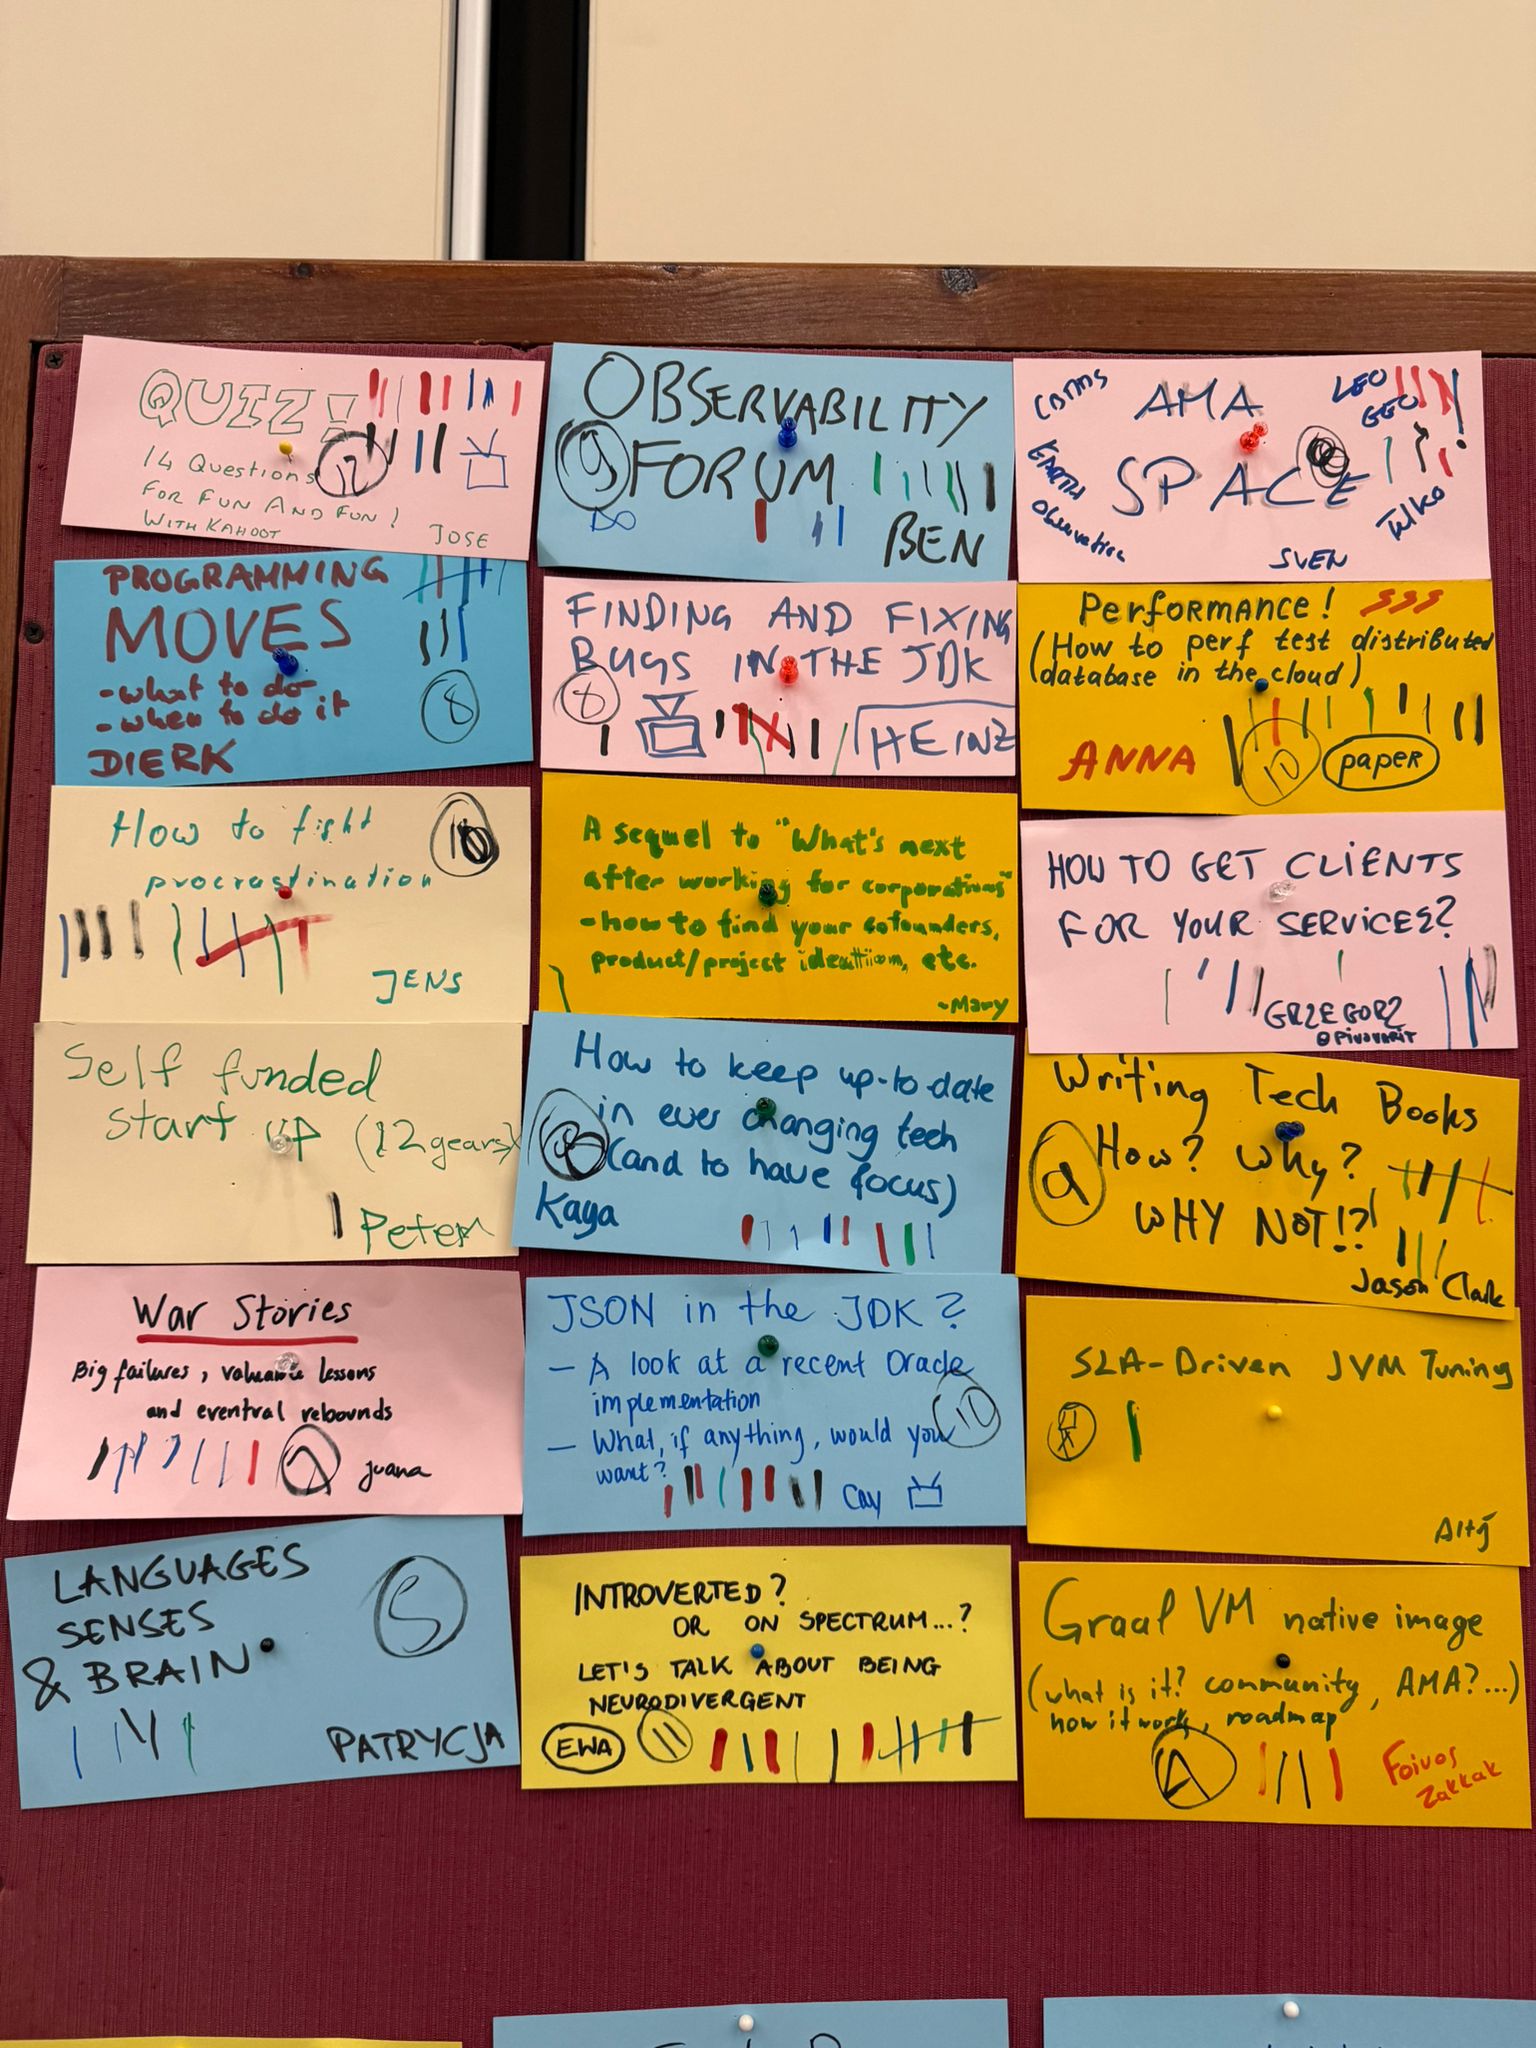 QUIZ!
12
14 Questions
FOR FUN AND FUN!
WITH KAHOOT
JOSE
OBSERVABILITY
9 FORUM
BEN
AMA
SPACE
COMMS
EARTH
Observation
LEO
GEO
SVEN
PROGRAMMING
MOVES
- what to do
- when to do it
8
DIERK
FINDING AND FIXING
BUGS IN THE JDK
8
HEINZ
Performance!
(How to perf test distributed
database in the cloud)
ANNA
10
paper
How to fight
procrastination
JENS
A sequel to "What's next
after working for corporations"
- how to find your cofounders,
product/project ideation, etc.
- Mary
HOW TO GET CLIENTS
FOR YOUR SERVICES?
GRZEGORZ
@pivovarit
Self funded
start up (12 years)
Peter
How to keep up-to-date
in ever changing tech
(and to have focus)
Kaya
Writing Tech Books
How? Why?
9
WHY NOT!?!
Jason Clark
War Stories
Big failures, valuable lessons
and eventual rebounds
7
Juana
JSON in the JDK?
- A look at a recent Oracle
implementation
10
- What, if anything, would you
want?
Cay
SLA-Driven JVM Tuning
LANGUAGES
SENSES
& BRAIN
5
PATRYCJA
INTROVERTED?
OR ON SPECTRUM...?
LET'S TALK ABOUT BEING
NEURODIVERGENT
EWA
11
Graal VM native image
(what is it? community, AMA?...)
how it works, roadmap
4
Foivos
Zakkak